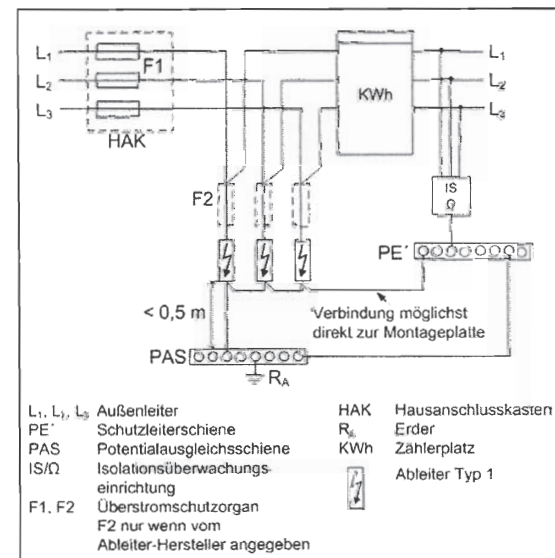 L₁
L₂
L₃
F1
HAK
KWh
L₁
L₂
L₃
F2
IS
Ω
PE´
< 0,5 m
Verbindung möglichst
direkt zur Montageplatte
PAS
R_A
L₁, L₂, L₃ Außenleiter
PE´ Schutzleiterschiene
PAS Potentialausgleichsschiene
IS/Ω Isolationsüberwachungs-
einrichtung
F1, F2 Überstromschutzorgan
F2 nur wenn vom
Ableiter-Hersteller angegeben
HAK Hausanschlusskasten
R_A Erder
KWh Zählerplatz
Ableiter Typ 1